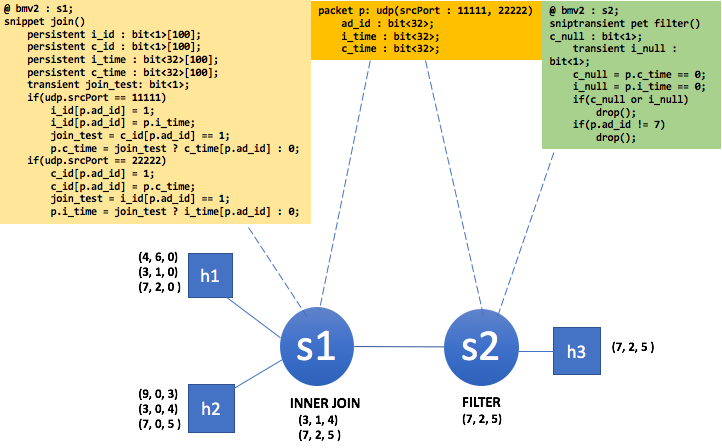 @ bmv2 : s1;
snippet join()
persistent i_id : bit<1>[100];
persistent c_id : bit<1>[100];
persistent i_time : bit<32>[100];
persistent c_time : bit<32>[100];
transient join_test: bit<1>;
if(udp.srcPort == 11111)
i_id[p.ad_id] = 1;
i_id[p.ad_id] = p.i_time;
join_test = c_id[p.ad_id] == 1;
p.c_time = join_test ? c_time[p.ad_id] : 0;
if(udp.srcPort == 22222)
c_id[p.ad_id] = 1;
c_id[p.ad_id] = p.c_time;
join_test = i_id[p.ad_id] == 1;
p.i_time = join_test ? i_time[p.ad_id] : 0;
packet p: udp(srcPort : 11111, 22222)
ad_id : bit<32>;
i_time : bit<32>;
c_time : bit<32>;
@ bmv2 : s2;
sniptransient pet filter()
c_null : bit<1>;
transient i_null :
bit<1>;
c_null = p.c_time == 0;
i_null = p.i_time == 0;
if(c_null or i_null)
drop();
if(p.ad_id != 7)
drop();
(4, 6, 0)
(3, 1, 0)
(7, 2, 0 )
h1
s1
s2
h3
(7, 2, 5 )
(9, 0, 3)
(3, 0, 4)
(7, 0, 5 )
h2
INNER JOIN
(3, 1, 4)
(7, 2, 5 )
FILTER
(7, 2, 5)